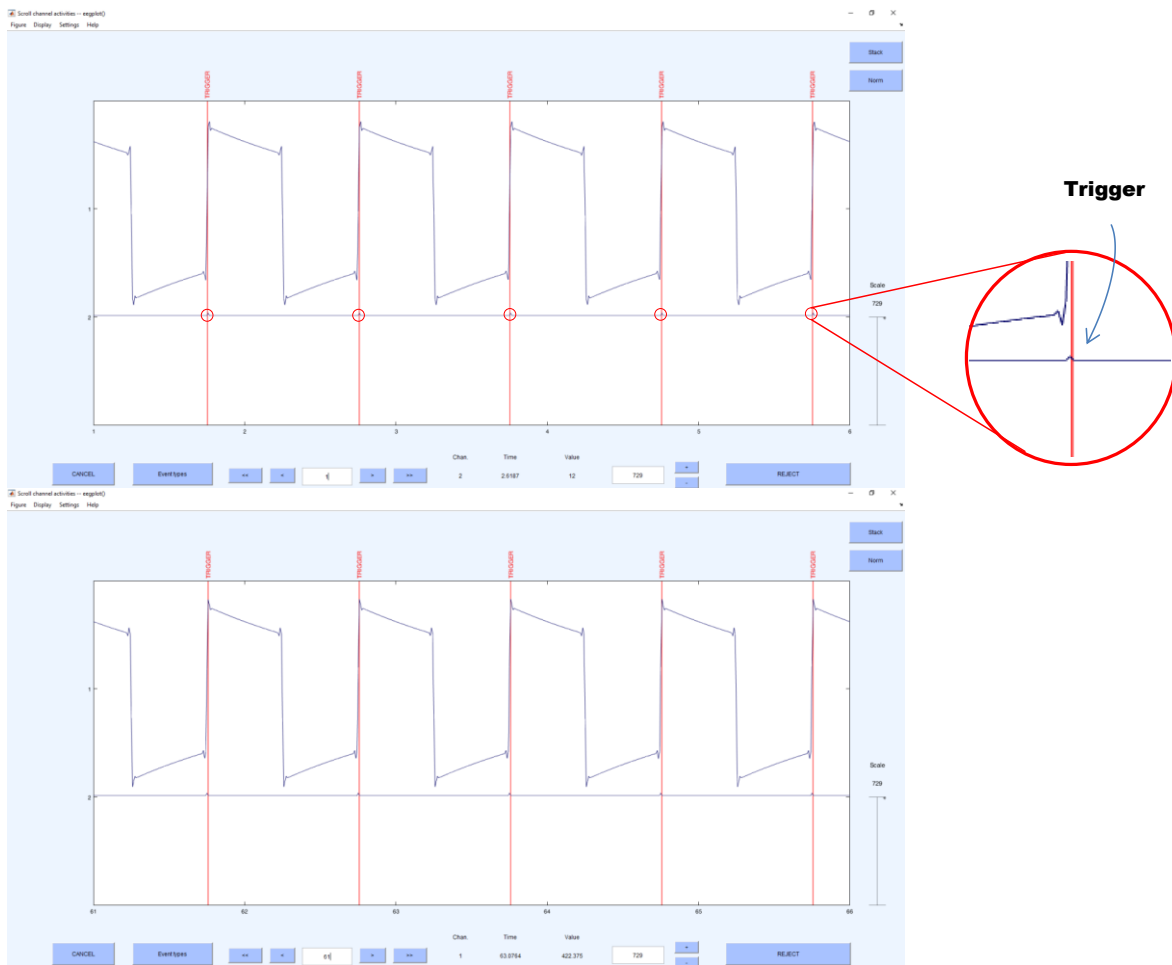 Scroll channel activities -- eegplot()
Figure Display Settings Help
Stack
Norm
TRIGGER TRIGGER TRIGGER TRIGGER TRIGGER
1
2
Scale
729
1 2 3 4 5 6
Chan. Time Value
CANCEL Event types << < 1 > >> 2 2.6187 12 729 + - REJECT
Trigger
Scroll channel activities -- eegplot()
Figure Display Settings Help
Stack
Norm
TRIGGER TRIGGER TRIGGER TRIGGER TRIGGER
1
2
Scale
729
61 62 63 64 65 66
Chan. Time Value
CANCEL Event types << < 61 > >> 1 63.0784 422.375 729 + - REJECT